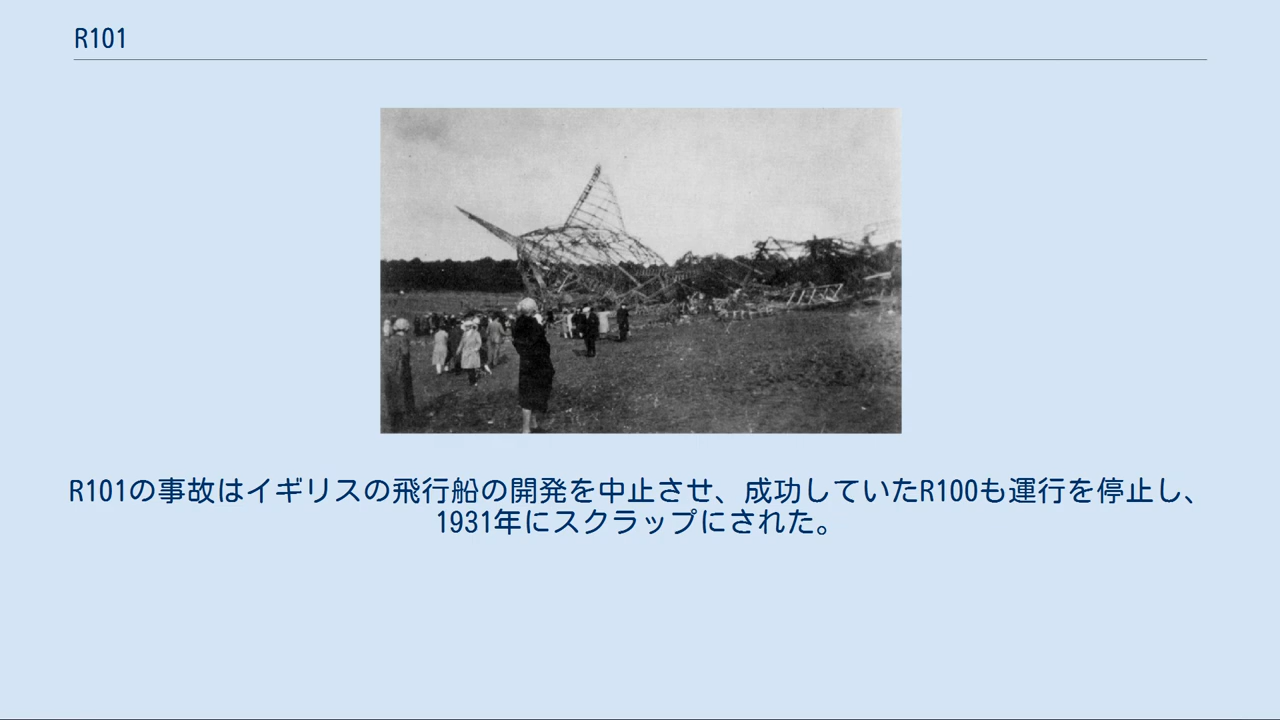 R101
R101の事故はイギリスの飛行船の開発を中止させ、成功していたR100も運行を停止し、
1931年にスクラップにされた。